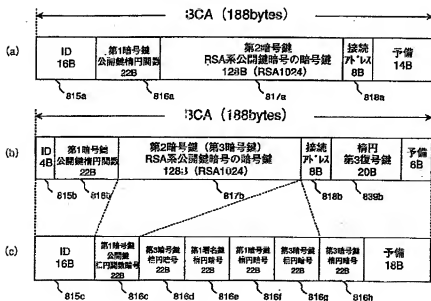 BCA (188bytes)
(a)
ID
16B
第1暗号鍵
公開鍵楕円関数
22B
第2暗号鍵
RSA系公開鍵暗号の暗号鍵
128B (RSA1024)
接続
アドレス
8B
予備
14B
815a
816a
817a
818a
BCA (188bytes)
(b)
ID
4B
第1暗号鍵
公開鍵楕円関数
22B
第2暗号鍵 (第3暗号鍵)
RSA系公開鍵暗号の暗号鍵
128B (RSA1024)
接続
アドレス
8B
楕円
第3復号鍵
20B
予備
6B
815b
816b
817b
818b
839b
(c)
ID
16B
第1暗号鍵
公開鍵
楕円関数暗号
22B
第3暗号鍵
楕円暗号
22B
第1署名鍵
楕円暗号
22B
第1暗号鍵
楕円暗号
22B
第3暗号鍵
楕円暗号
22B
第3暗号鍵
楕円暗号
22B
予備
18B
815c
816c
816d
816e
816f
816g
816h